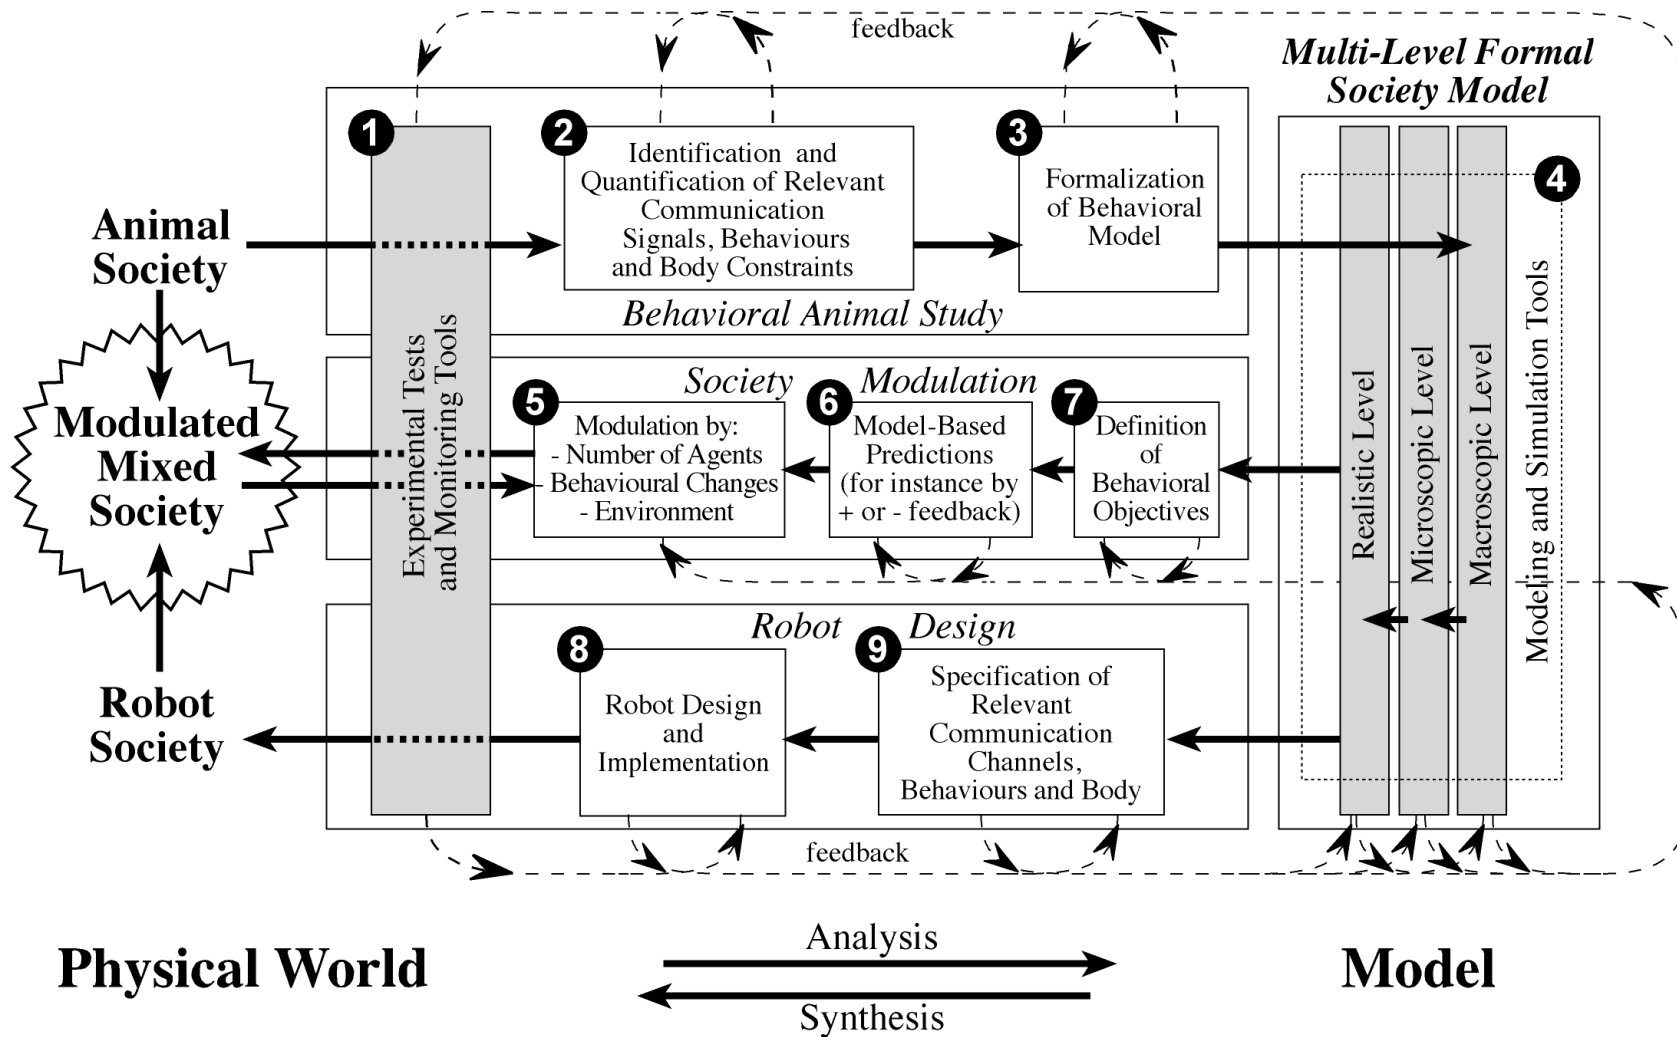 feedback
Multi-Level Formal
Society Model
1
2
Identification and
Quantification of Relevant
Communication
Signals, Behaviours
and Body Constraints
3
Formalization
of Behavioral
Model
4
Animal
Society
Behavioral Animal Study
Experimental Tests
and Monitoring Tools
Society Modulation
5
Modulation by:
- Number of Agents
- Behavioural Changes
- Environment
6
Model-Based
Predictions
(for instance by
+ or - feedback)
7
Definition
of
Behavioral
Objectives
Modulated
Mixed
Society
Realistic Level
Microscopic Level
Macroscopic Level
Modeling and Simulation Tools
Robot Design
8
Robot Design
and
Implementation
9
Specification of
Relevant
Communication
Channels,
Behaviours and Body
Robot
Society
feedback
Physical World
Analysis
Synthesis
Model